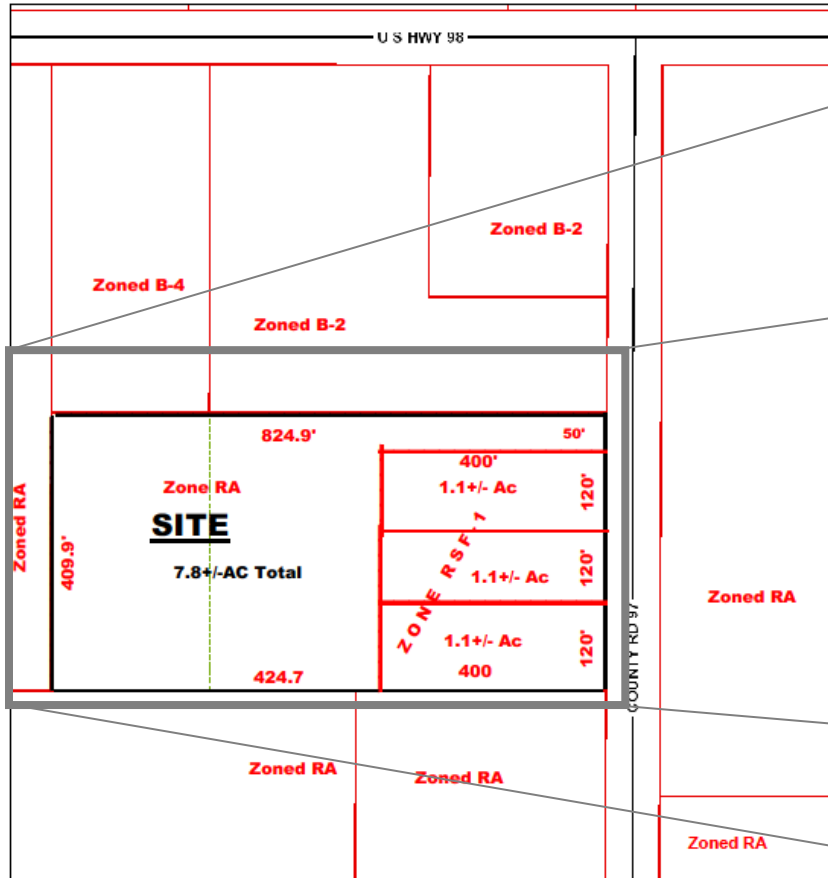 U S HWY 98
Zoned B-2
Zoned B-4
Zoned B-2
824.9'
50'
400'
Zone RA
1.1+/- Ac
120'
SITE
Zoned RA
409.9'
7.8+/-AC Total
ZONE RSF-1
1.1+/- Ac
120'
Zoned RA
COUNTY RD 97
1.1+/- Ac
120'
424.7
400
Zoned RA
Zoned RA
Zoned RA